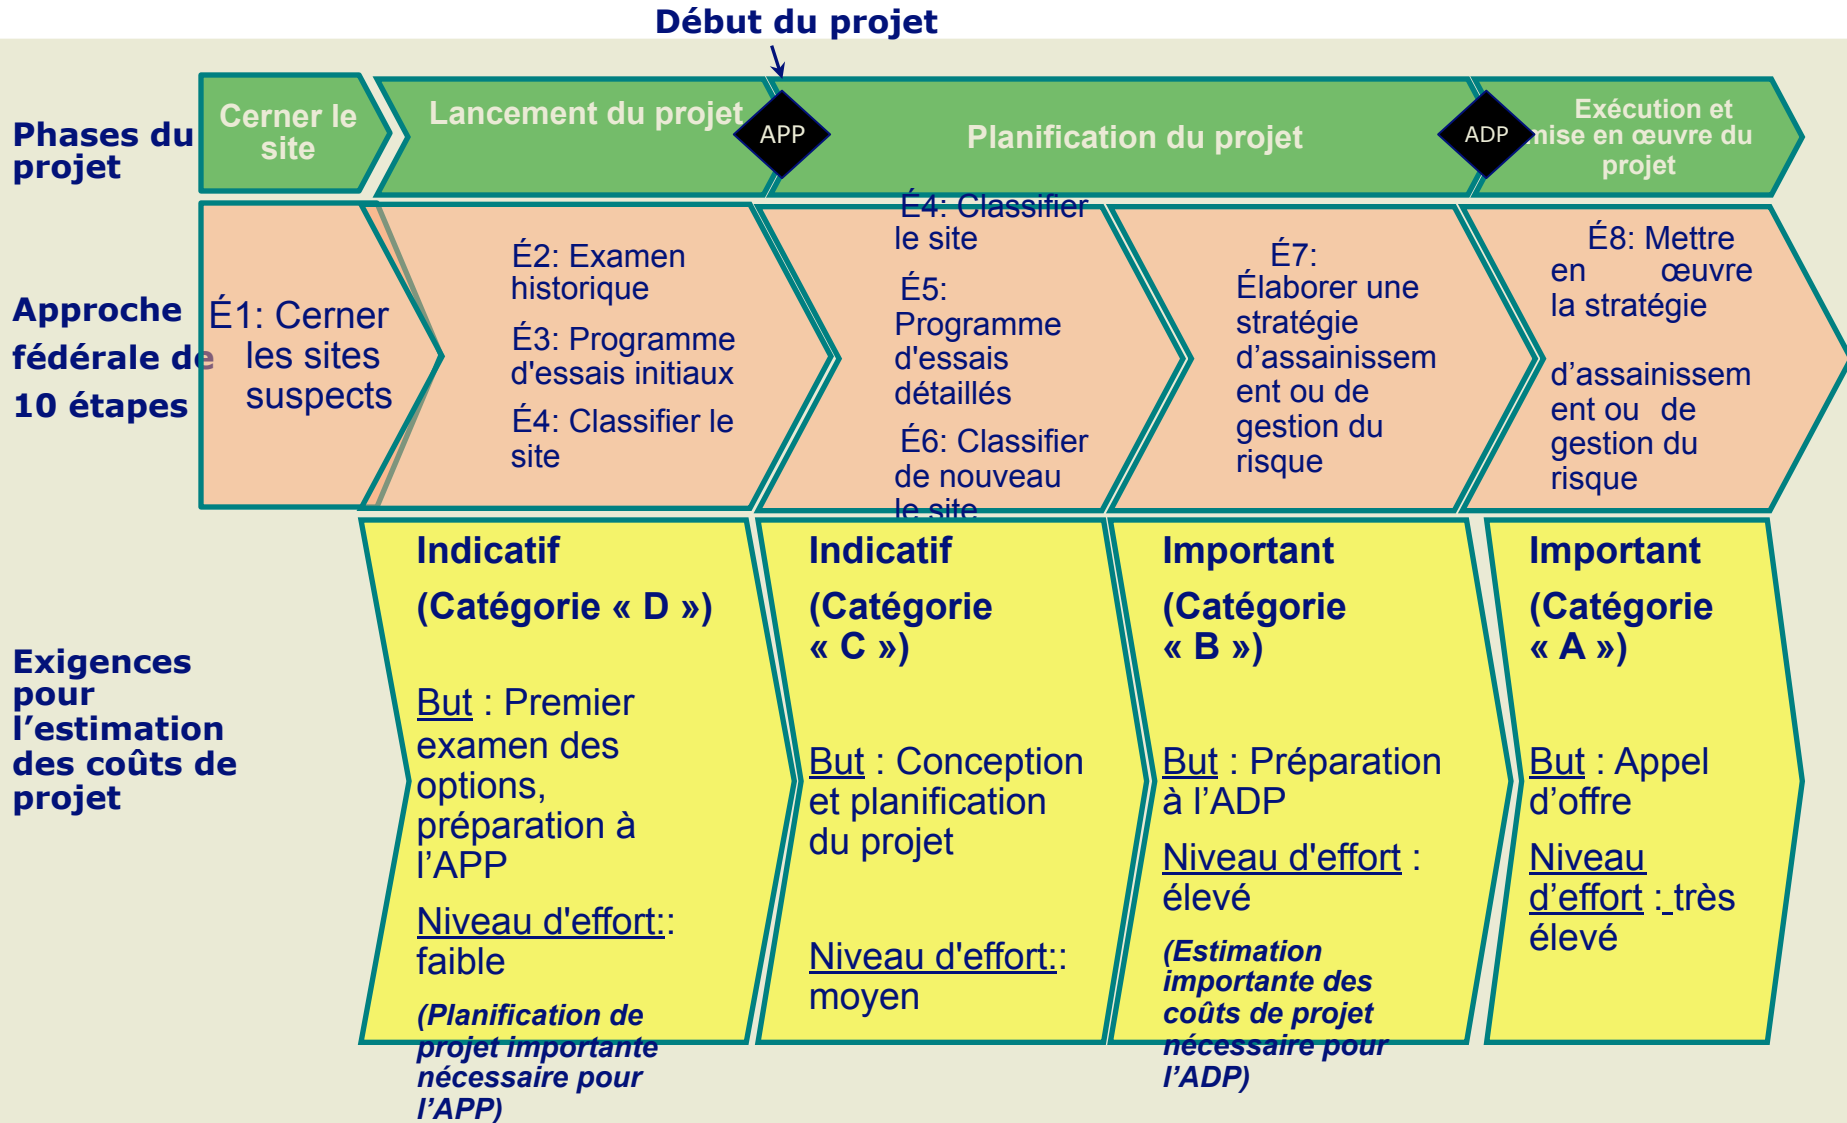 Début du projet
Phases du
projet
Cerner le
site
Lancement du projet
APP
Planification du projet
ADP
Exécution et
mise en œuvre du
projet
Approche
fédérale de
10 étapes
É1: Cerner
les sites
suspects
É2: Examen
historique
É3: Programme
d'essais initiaux
É4: Classifier le
site
É4: Classifier
le site
É5:
Programme
d'essais
détaillés
É6: Classifier
de nouveau
le site
É7:
Élaborer une
stratégie
d’assainissem
ent ou de
gestion du
risque
É8: Mettre
en œuvre
la stratégie
d’assainissem
ent ou de
gestion du
risque
Exigences
pour
l’estimation
des coûts de
projet
Indicatif
(Catégorie « D »)
But : Premier
examen des
options,
préparation à
l’APP
Niveau d'effort::
faible
(Planification de
projet importante
nécessaire pour
l’APP)
Indicatif
(Catégorie
« C »)
But : Conception
et planification
du projet
Niveau d'effort::
moyen
Important
(Catégorie
« B »)
But : Préparation
à l’ADP
Niveau d'effort :
élevé
(Estimation
importante des
coûts de projet
nécessaire pour
l’ADP)
Important
(Catégorie
« A »)
But : Appel
d’offre
Niveau
d’effort : très
élevé